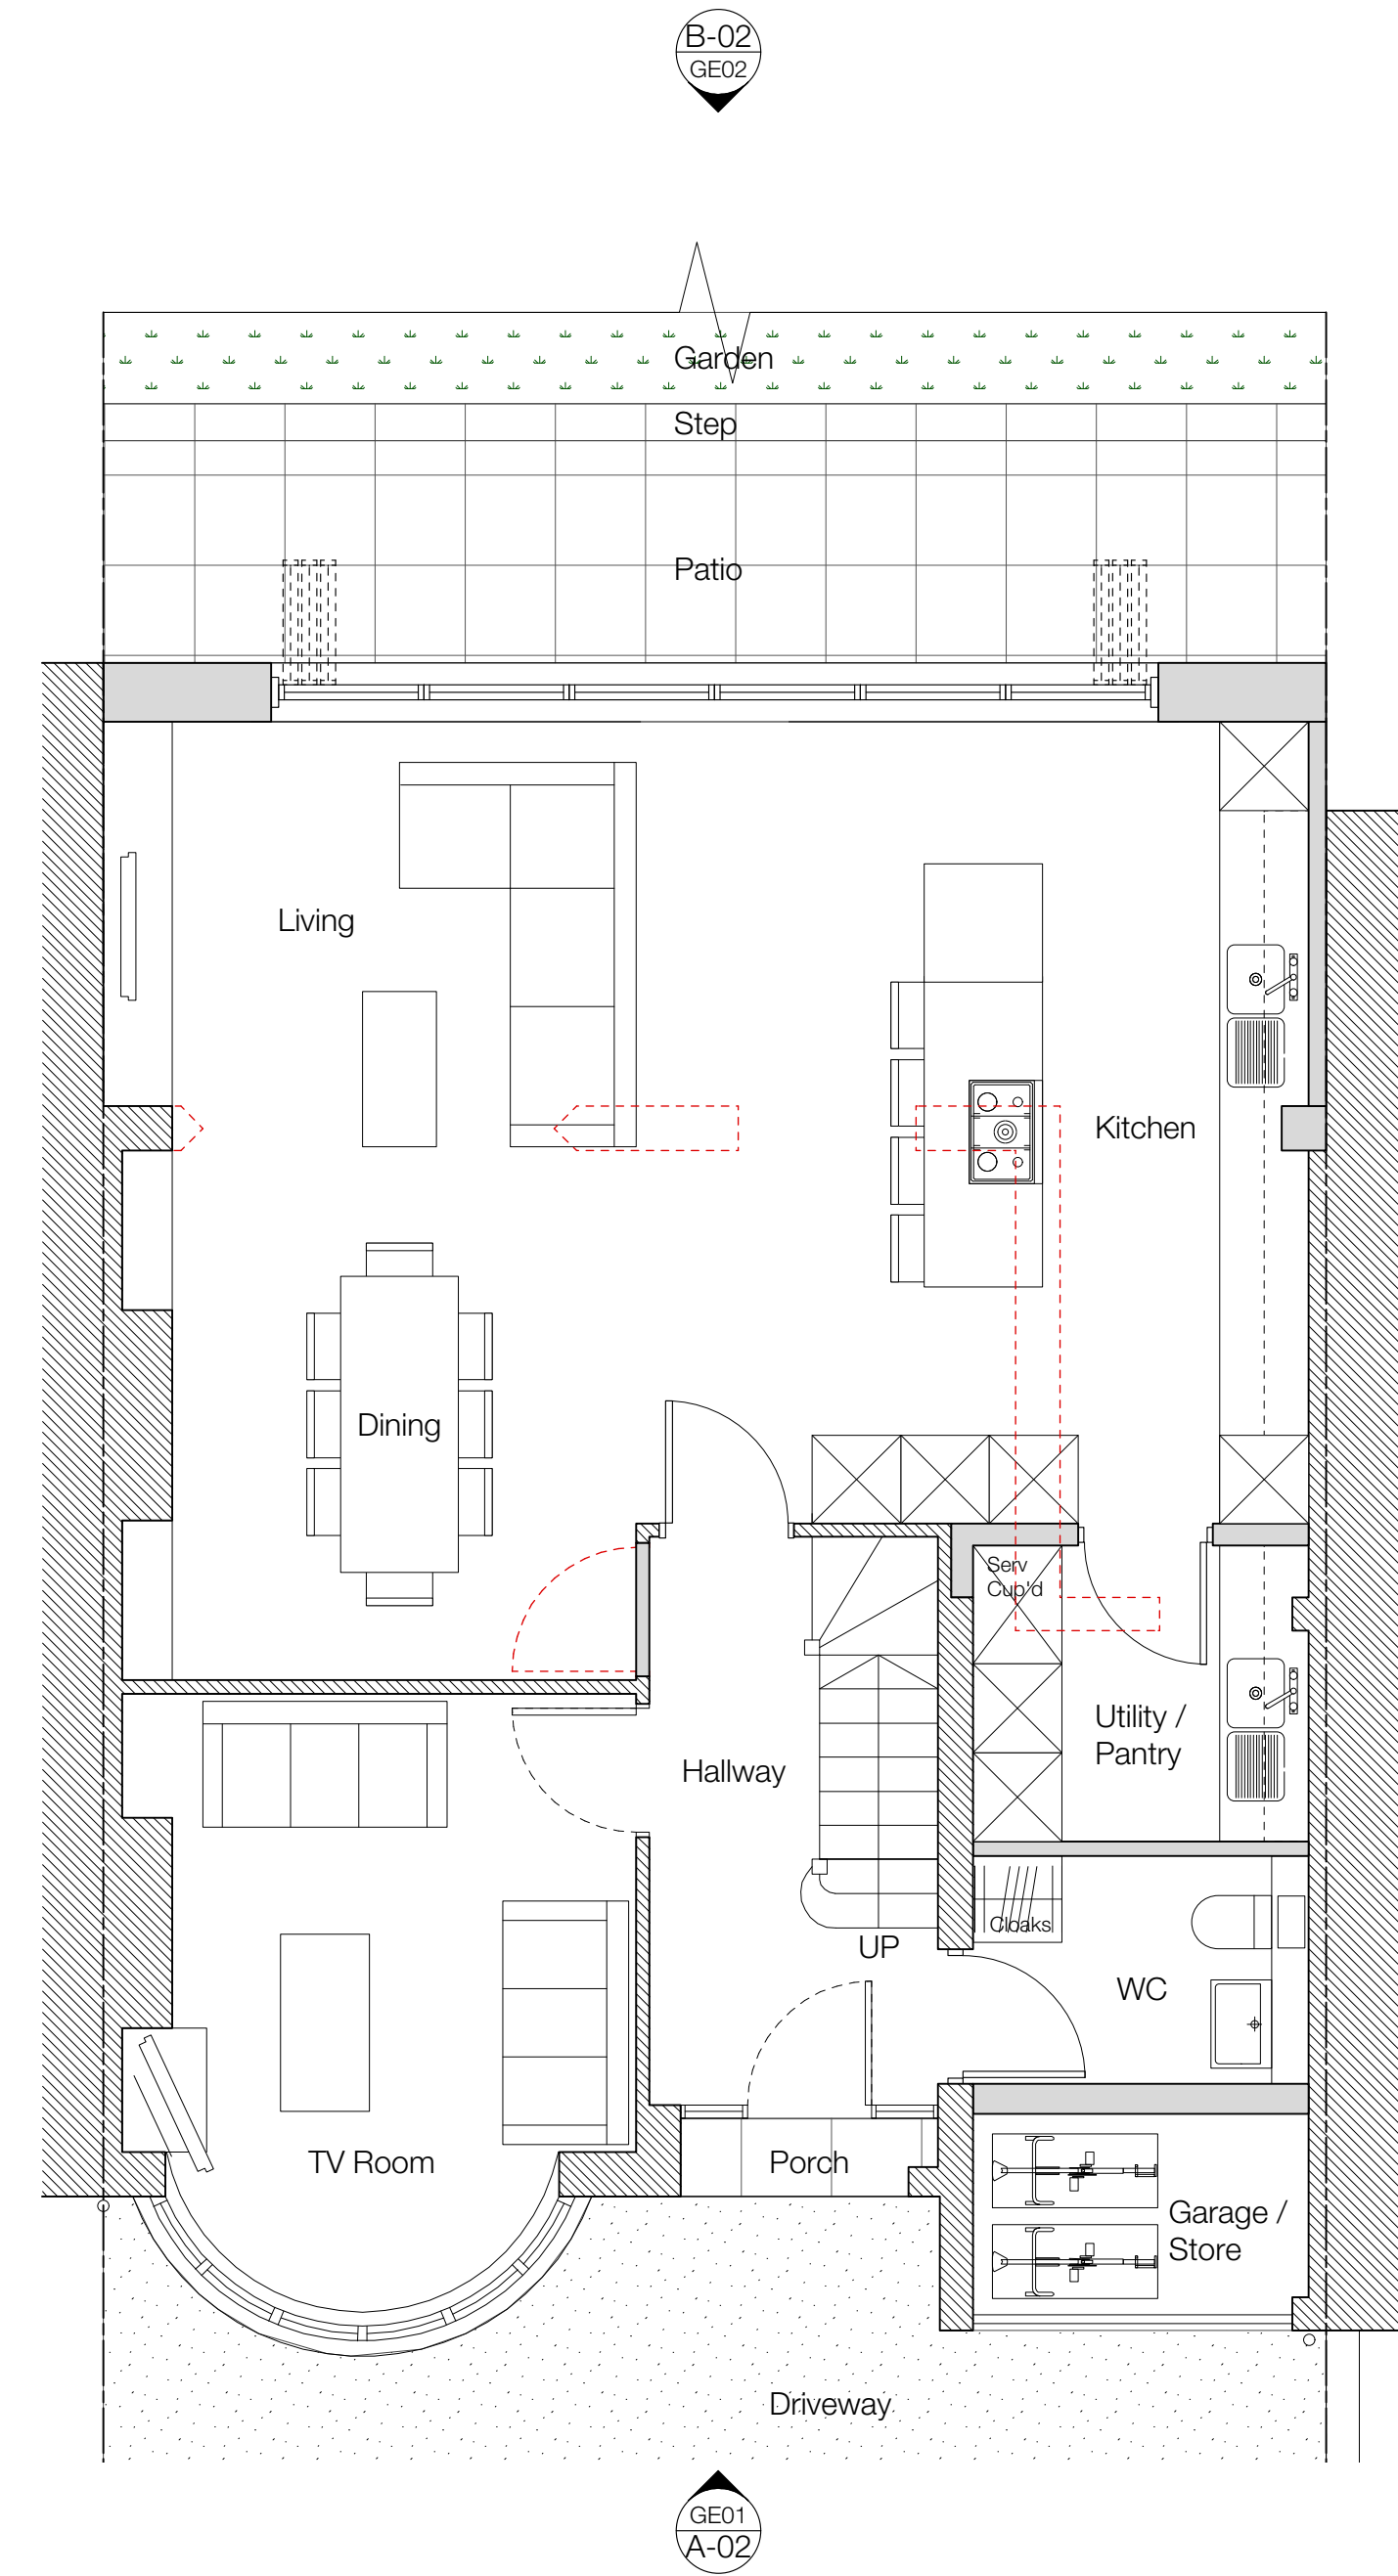 B-02
GE02
Garden
Step
Patio
Living
Kitchen
Dining
Serv
Cup'd
Utility /
Pantry
Hallway
Cloaks
UP
WC
TV Room
Porch
Garage /
Store
Driveway
GE01
A-02